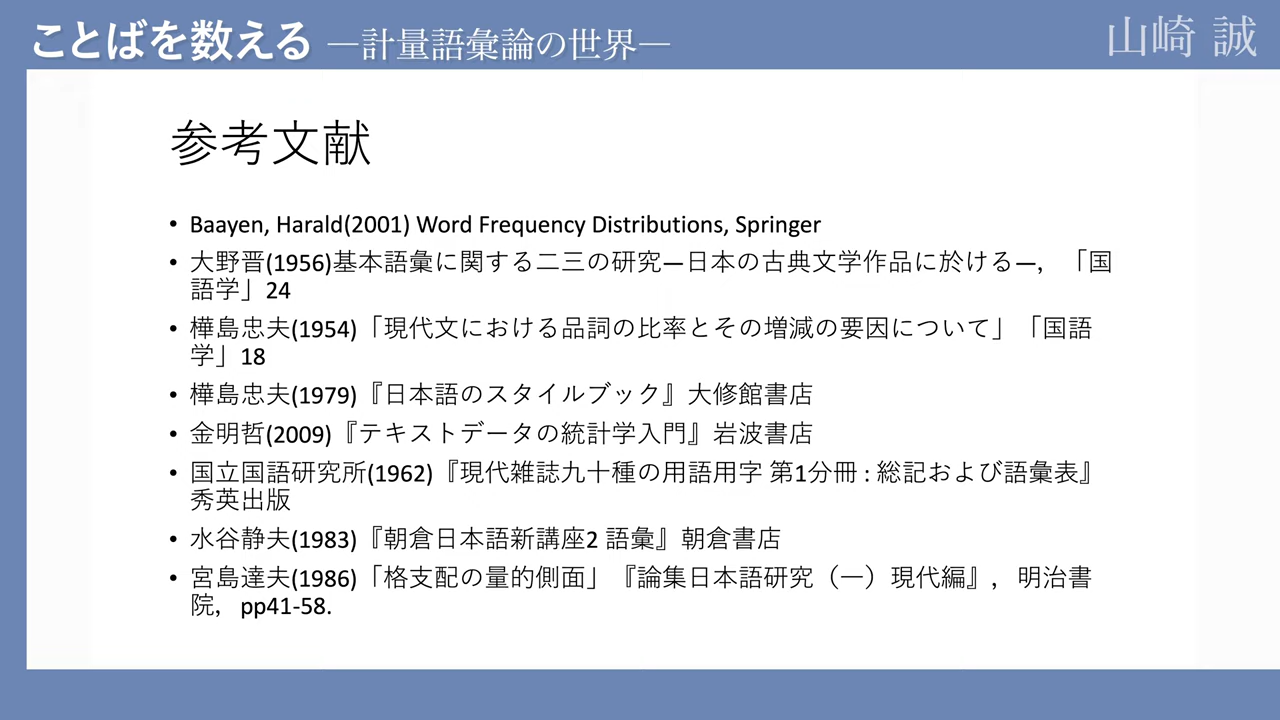 ことばを数える ―計量語彙論の世界―
山崎 誠
参考文献
• Baayen, Harald(2001) Word Frequency Distributions, Springer
• 大野晋(1956)基本語彙に関する二三の研究―日本の古典文学作品に於ける―，「国
語学」24
• 樺島忠夫(1954)「現代文における品詞の比率とその増減の要因について」「国語
学」18
• 樺島忠夫(1979)『日本語のスタイルブック』大修館書店
• 金明哲(2009)『テキストデータの統計学入門』岩波書店
• 国立国語研究所(1962)『現代雑誌九十種の用語用字 第1分冊 : 総記および語彙表』
秀英出版
• 水谷静夫(1983)『朝倉日本語新講座2 語彙』朝倉書店
• 宮島達夫(1986)「格支配の量的側面」『論集日本語研究（一）現代編』，明治書
院，pp41-58.